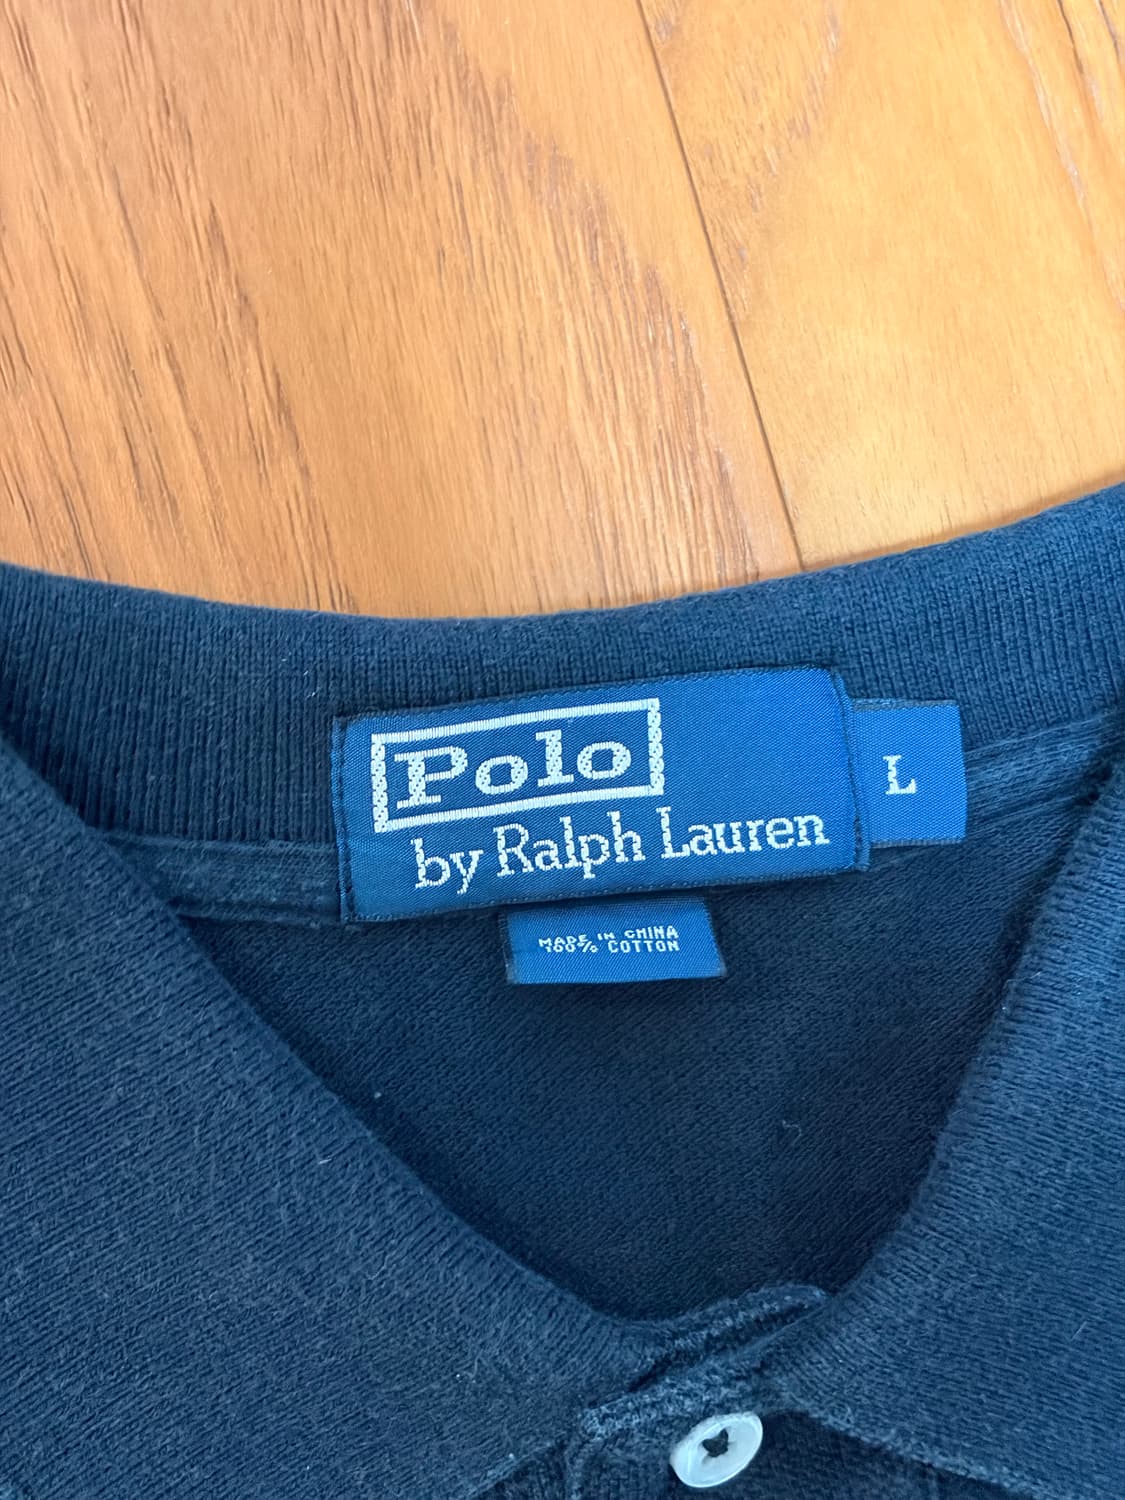 Polo
by Ralph Lauren
L
MADE IN CHINA
100% COTTON